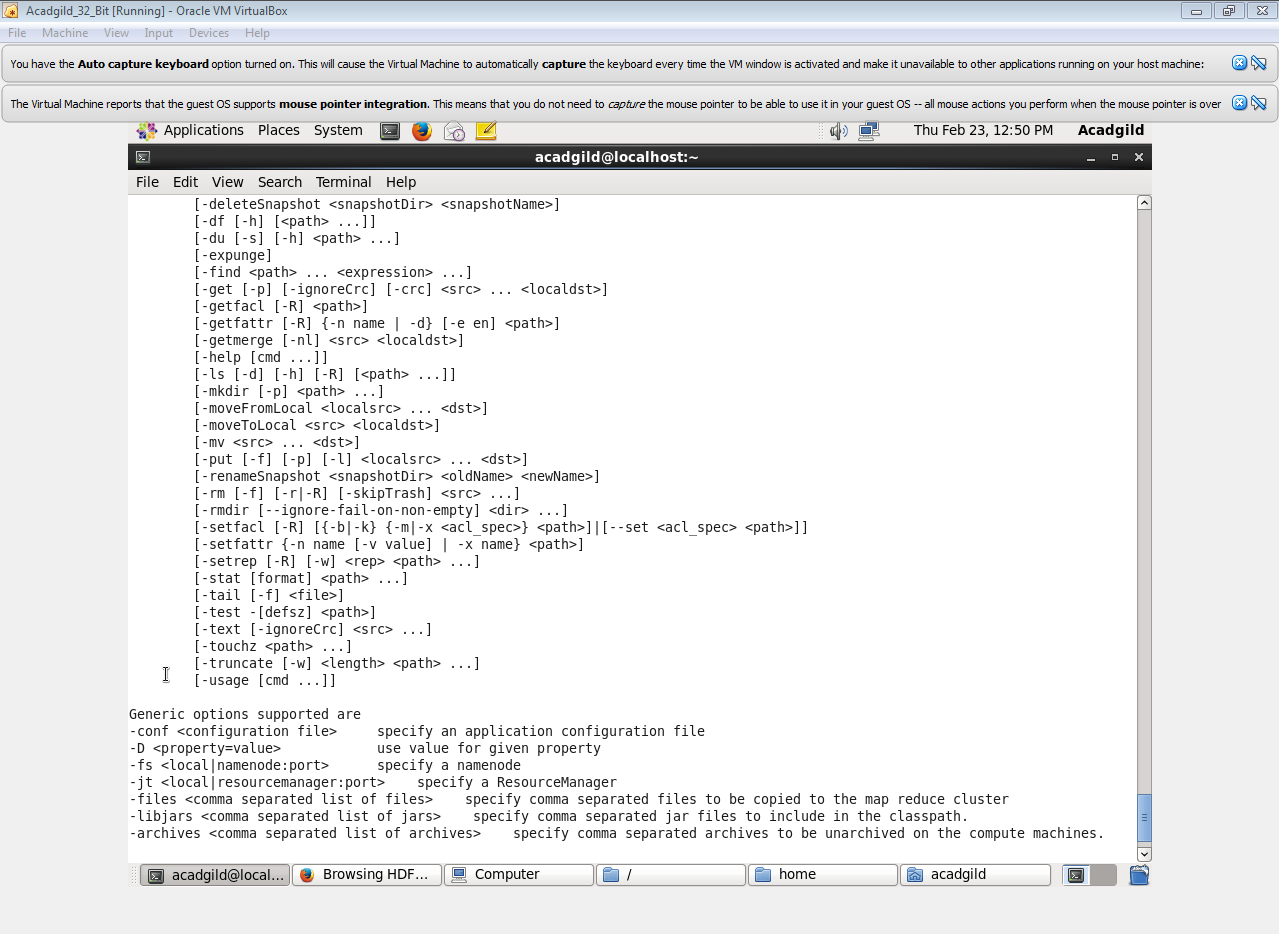 Acadgild_32_Bit [Running] - Oracle VM VirtualBox
File Machine View Input Devices Help
You have the Auto capture keyboard option turned on. This will cause the Virtual Machine to automatically capture the keyboard every time the VM window is activated and make it unavailable to other applications running on your host machine:
The Virtual Machine reports that the guest OS supports mouse pointer integration. This means that you do not need to capture the mouse pointer to be able to use it in your guest OS -- all mouse actions you perform when the mouse pointer is over
Applications Places System Thu Feb 23, 12:50 PM Acadgild
acadgild@localhost:~
File Edit View Search Terminal Help
[-deleteSnapshot <snapshotDir> <snapshotName>]
[-df [-h] [<path> ...]]
[-du [-s] [-h] <path> ...]
[-expunge]
[-find <path> ... <expression> ...]
[-get [-p] [-ignoreCrc] [-crc] <src> ... <localdst>]
[-getfacl [-R] <path>]
[-getfattr [-R] {-n name | -d} [-e en] <path>]
[-getmerge [-nl] <src> <localdst>]
[-help [cmd ...]]
[-ls [-d] [-h] [-R] [<path> ...]]
[-mkdir [-p] <path> ...]
[-moveFromLocal <localsrc> ... <dst>]
[-moveToLocal <src> <localdst>]
[-mv <src> ... <dst>]
[-put [-f] [-p] [-l] <localsrc> ... <dst>]
[-renameSnapshot <snapshotDir> <oldName> <newName>]
[-rm [-f] [-r|-R] [-skipTrash] <src> ...]
[-rmdir [--ignore-fail-on-non-empty] <dir> ...]
[-setfacl [-R] [{-b|-k} {-m|-x <acl_spec>} <path>]|[--set <acl_spec> <path>]]
[-setfattr {-n name [-v value] | -x name} <path>]
[-setrep [-R] [-w] <rep> <path> ...]
[-stat [format] <path> ...]
[-tail [-f] <file>]
[-test -[defsz] <path>]
[-text [-ignoreCrc] <src> ...]
[-touchz <path> ...]
[-truncate [-w] <length> <path> ...]
[-usage [cmd ...]]
Generic options supported are
-conf <configuration file>     specify an application configuration file
-D <property=value>            use value for given property
-fs <local|namenode:port>      specify a namenode
-jt <local|resourcemanager:port>    specify a ResourceManager
-files <comma separated list of files>    specify comma separated files to be copied to the map reduce cluster
-libjars <comma separated list of jars>    specify comma separated jar files to include in the classpath.
-archives <comma separated list of archives>    specify comma separated archives to be unarchived on the compute machines.
acadgild@local... Browsing HDF... Computer / home acadgild